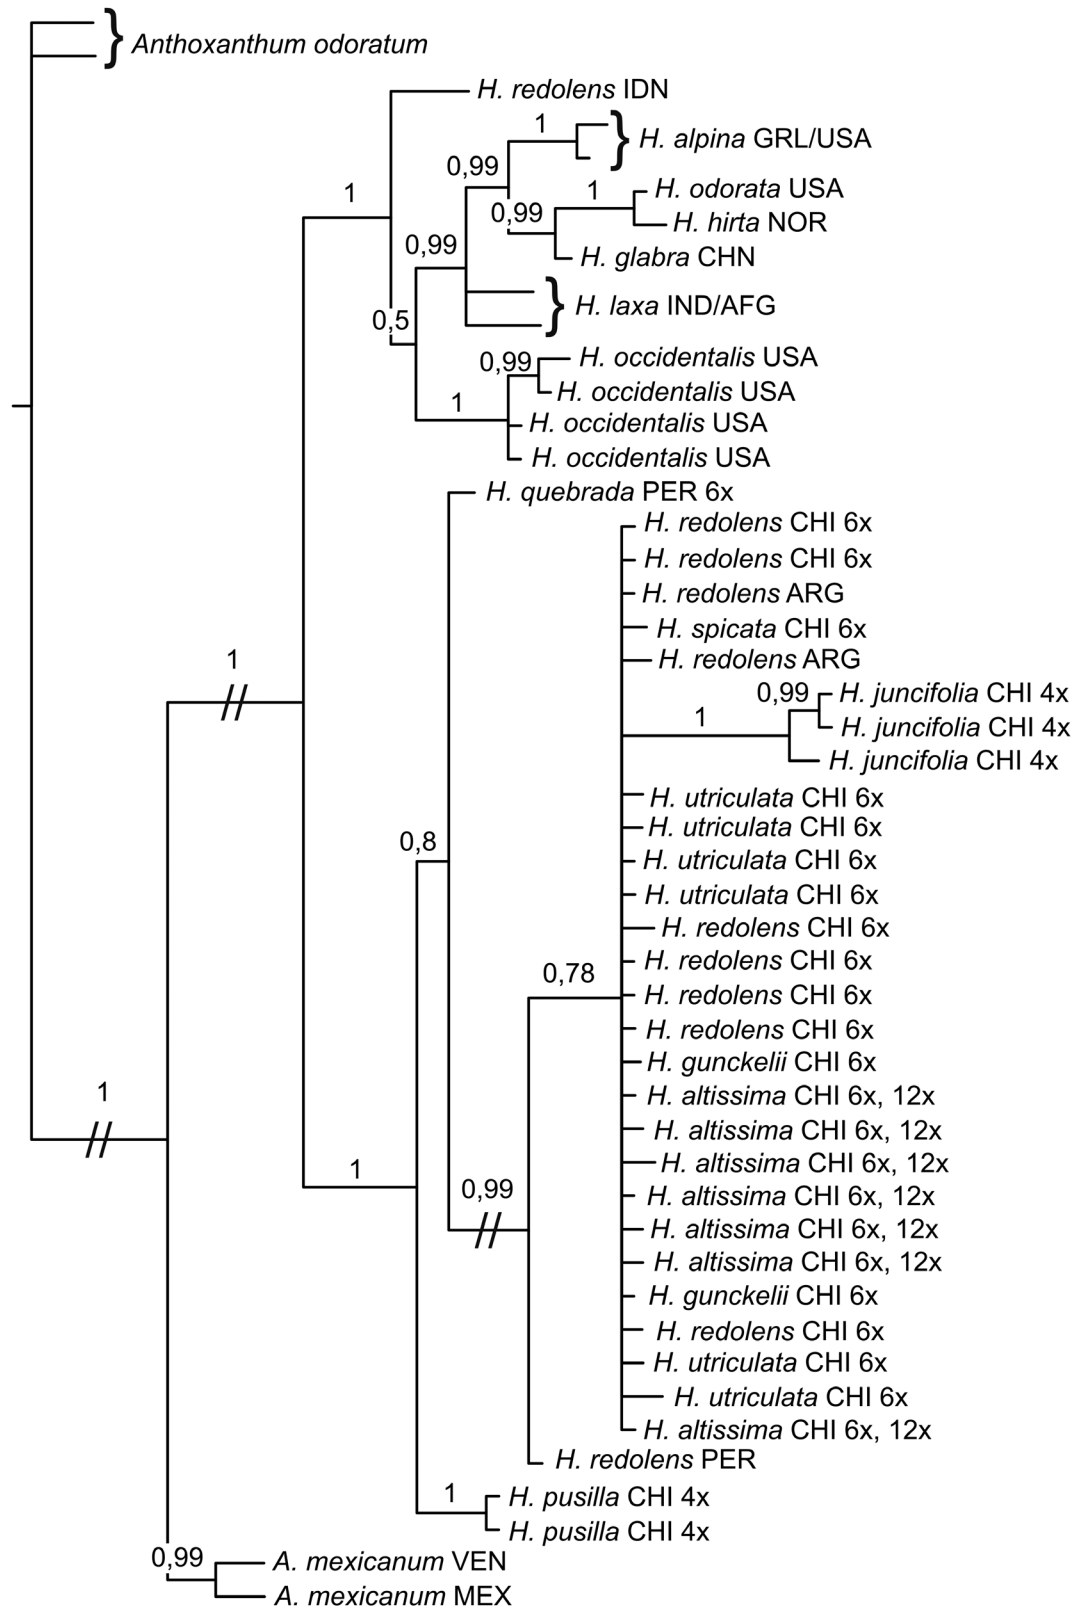 Anthoxanthum odoratum
H. redolens IDN
1
H. alpina GRL/USA
0,99
1
H. odorata USA
1
0,99
H. hirta NOR
0,99
H. glabra CHN
H. laxa IND/AFG
0,5
H. occidentalis USA
0,99
H. occidentalis USA
1
H. occidentalis USA
H. occidentalis USA
H. quebrada PER 6x
H. redolens CHI 6x
H. redolens CHI 6x
H. redolens ARG
H. spicata CHI 6x
1
H. redolens ARG
0,99
H. juncifolia CHI 4x
1
H. juncifolia CHI 4x
H. juncifolia CHI 4x
H. utriculata CHI 6x
H. utriculata CHI 6x
0,8
H. utriculata CHI 6x
H. utriculata CHI 6x
H. redolens CHI 6x
H. redolens CHI 6x
0,78
H. redolens CHI 6x
H. redolens CHI 6x
H. gunckelii CHI 6x
1
H. altissima CHI 6x, 12x
H. altissima CHI 6x, 12x
H. altissima CHI 6x, 12x
1
0,99
H. altissima CHI 6x, 12x
H. altissima CHI 6x, 12x
H. altissima CHI 6x, 12x
H. gunckelii CHI 6x
H. redolens CHI 6x
H. utriculata CHI 6x
H. utriculata CHI 6x
H. altissima CHI 6x, 12x
H. redolens PER
1
H. pusilla CHI 4x
H. pusilla CHI 4x
0,99
A. mexicanum VEN
A. mexicanum MEX